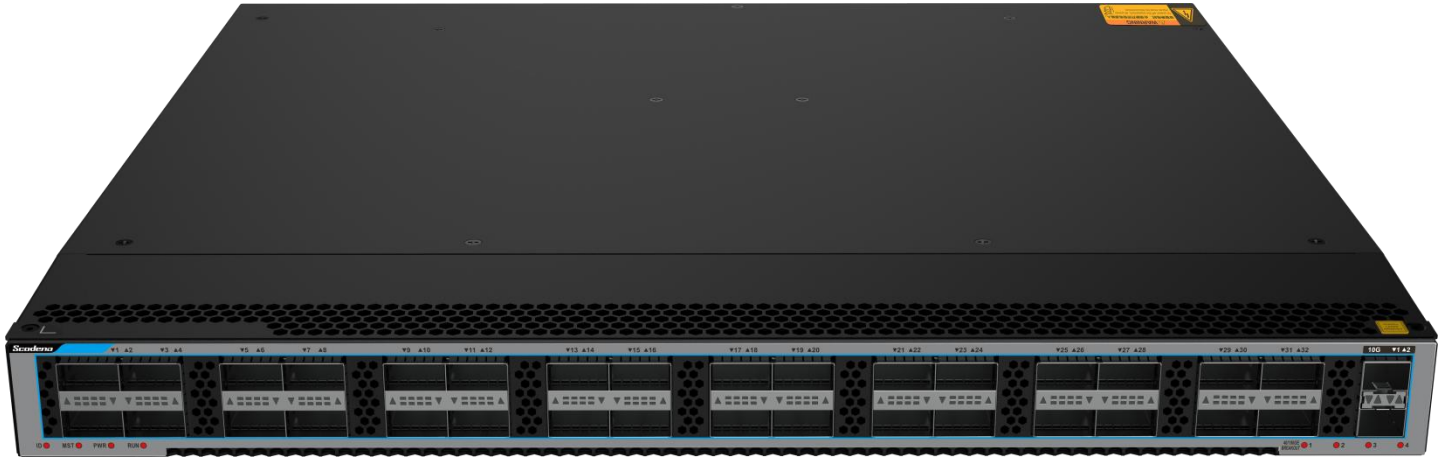 WARNING
Scodena
▼1 ▲2 ▼3 ▲4 ▼5 ▲6 ▼7 ▲8 ▼9 ▲10 ▼11 ▲12 ▼13 ▲14 ▼15 ▲16 ▼17 ▲18 ▼19 ▲20 ▼21 ▲22 ▼23 ▲24 ▼25 ▲26 ▼27 ▲28 ▼29 ▲30 ▼31 ▲32 10G ▼1 ▲2
ID MST PWR RUN 1 2 3 4